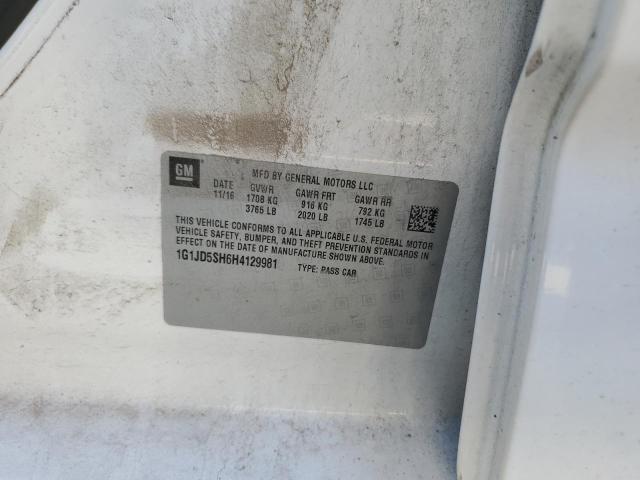 GM
MFD BY GENERAL MOTORS LLC
DATE GVWR GAWR FRT GAWR RR
11/16 1708 KG 916 KG 792 KG
3765 LB 2020 LB 1745 LB
THIS VEHICLE CONFORMS TO ALL APPLICABLE U.S. FEDERAL MOTOR
VEHICLE SAFETY, BUMPER, AND THEFT PREVENTION STANDARDS IN
EFFECT ON THE DATE OF MANUFACTURE SHOWN ABOVE.
1G1JD5SH6H4129981 TYPE: PASS CAR